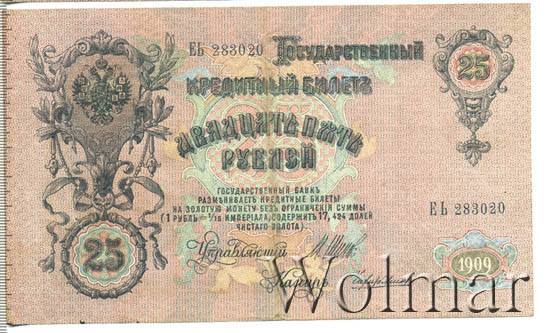 ЕЬ 283020 Государственный
25
Кредитный Билетъ
Двадцать пять
Рублей
Государственный Банкъ
размѣниваетъ кредитные билеты
на золотую монету безъ ограниченія суммы
(1 рубль = 1/15 имперіала, содержитъ 17,424 долей
чистаго золота).
ЕЬ 283020
25
Управляющій
Кассиръ
1909
Wolmar